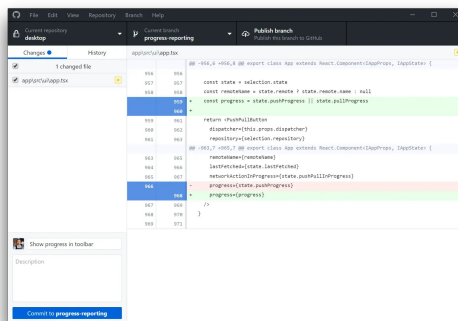 File Edit View Repository Branch Help
Current repository
desktop
Current branch
progress-reporting
Publish branch
Publish this branch to GitHub
Changes History
1 changed file
app\src\ui\app.tsx
app\src\ui\app.tsx
@@ -956,6 +956,8 @@ export class App extends React.Component<IAppProps, IAppState> {
956 956
957 957 const state = selection.state
958 958 const remoteName = state.remote ? state.remote.name : null
959 + const progress = state.pushProgress || state.pullProgress
960 +
959 961 return <PushPullButton
960 962 dispatcher={this.props.dispatcher}
961 963 repository={selection.repository}
@@ -963,7 +965,7 @@ export class App extends React.Component<IAppProps, IAppState> {
963 965 remoteName={remoteName}
964 966 lastFetched={state.lastFetched}
965 967 networkActionInProgress={state.pushPullInProgress}
966 - progress={state.pushProgress}
968 + progress={progress}
967 969 />
968 970 }
969 971
Show progress in toolbar
Description
Commit to progress-reporting